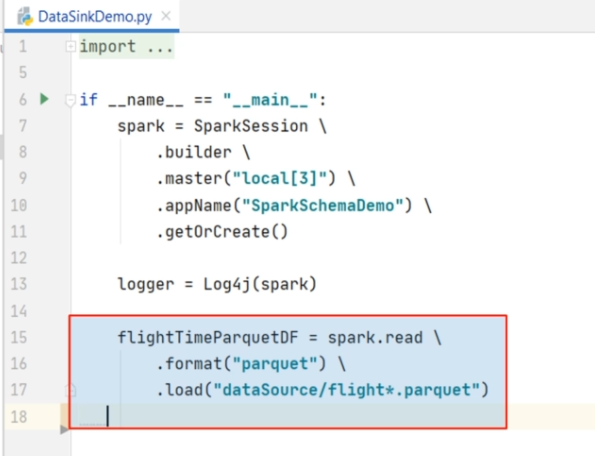 DataSinkDemo.py
1 import ...
5
6 if __name__ == "__main__":
7 spark = SparkSession \
8 .builder \
9 .master("local[3]") \
10 .appName("SparkSchemaDemo") \
11 .getOrCreate()
12
13 logger = Log4j(spark)
14
15 flightTimeParquetDF = spark.read \
16 .format("parquet") \
17 .load("dataSource/flight*.parquet")
18